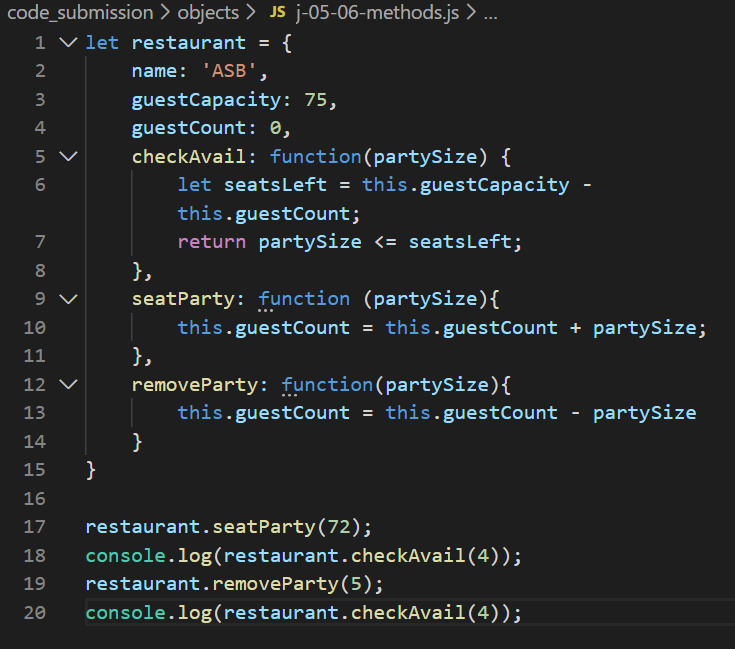 code_submission > objects > JS j-05-06-methods.js > ...
1 let restaurant = {
2 name: 'ASB',
3 guestCapacity: 75,
4 guestCount: 0,
5 checkAvail: function(partySize) {
6 let seatsLeft = this.guestCapacity -
this.guestCount;
7 return partySize <= seatsLeft;
8 },
9 seatParty: function (partySize){
10 this.guestCount = this.guestCount + partySize;
11 },
12 removeParty: function(partySize){
13 this.guestCount = this.guestCount - partySize
14 }
15 }
16
17 restaurant.seatParty(72);
18 console.log(restaurant.checkAvail(4));
19 restaurant.removeParty(5);
20 console.log(restaurant.checkAvail(4));